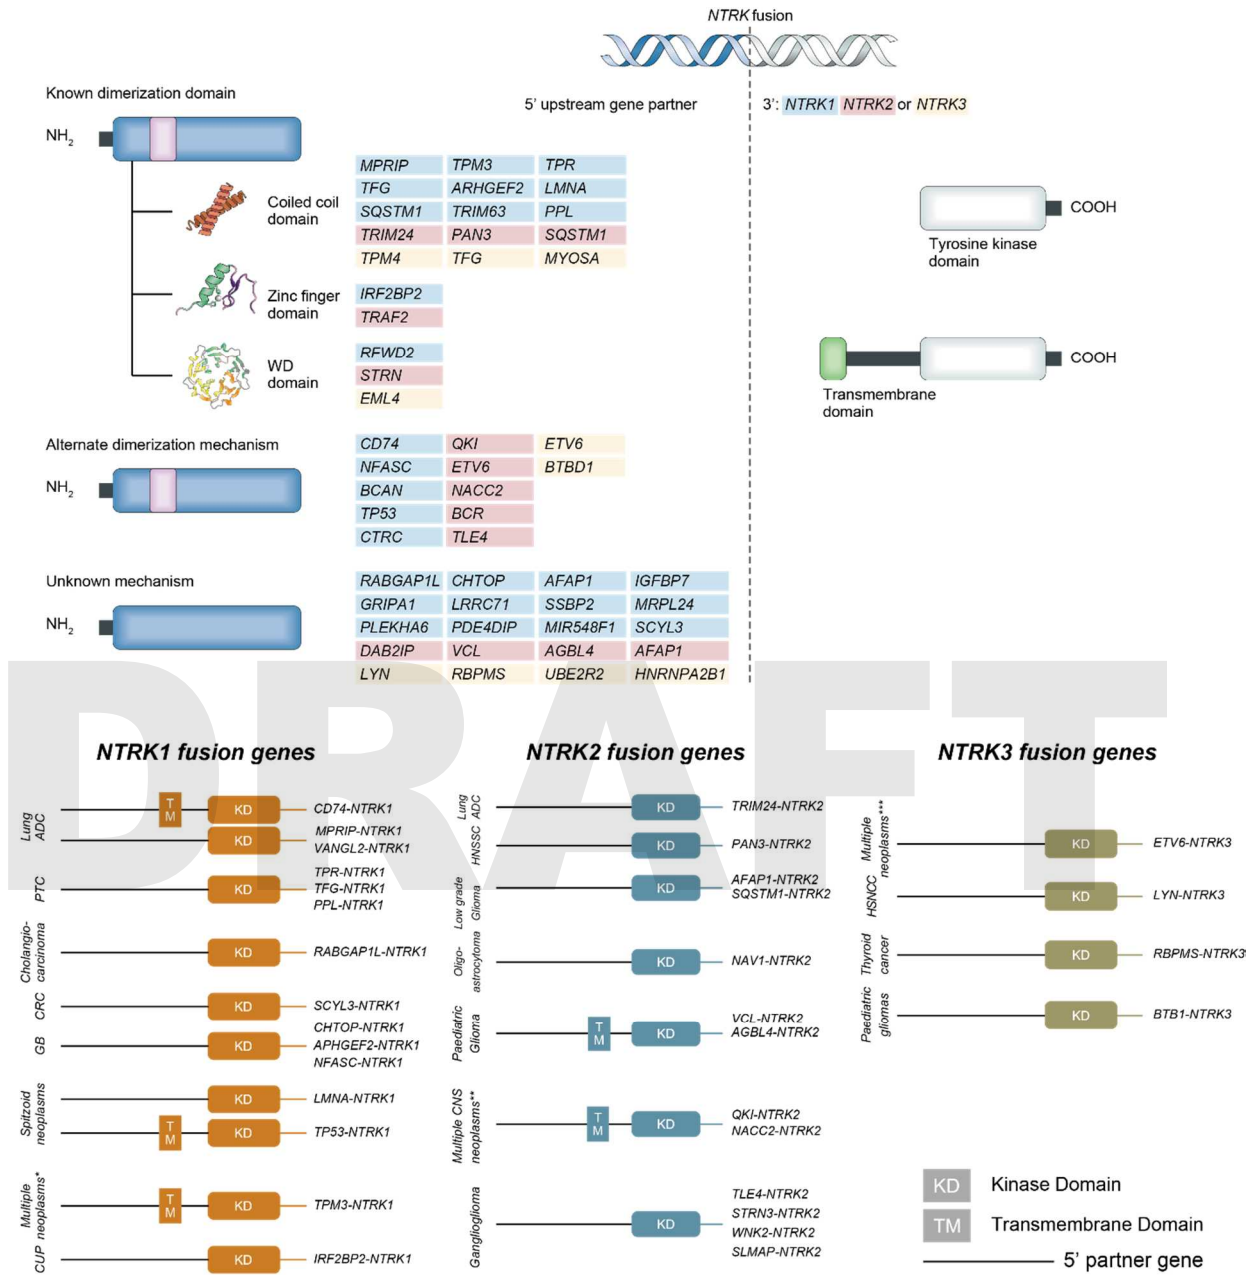 NTRK fusion
Known dimerization domain
5’ upstream gene partner
3’: NTRK1 NTRK2 or NTRK3
NH2
MPRIP TPM3 TPR
TFG ARHGEF2 LMNA
SQSTM1 TRIM63 PPL
TRIM24 PAN3 SQSTM1
TPM4 TFG MYOSA
Coiled coil
domain
COOH
Tyrosine kinase
domain
Zinc finger
domain
IRF2BP2
TRAF2
WD
domain
RFWD2
STRN
EML4
COOH
Transmembrane
domain
Alternate dimerization mechanism
NH2
CD74 QKI ETV6
NFASC ETV6 BTBD1
BCAN NACC2
TP53 BCR
CTRC TLE4
Unknown mechanism
NH2
RABGAP1L CHTOP AFAP1 IGFBP7
GRIPA1 LRRC71 SSBP2 MRPL24
PLEKHA6 PDE4DIP MIR548F1 SCYL3
DAB2IP VCL AGBL4 AFAP1
LYN RBPMS UBE2R2 HNRNPA2B1
DRAFT
NTRK1 fusion genes
Lung
ADC
TM
KD
CD74-NTRK1
KD
MPRIP-NTRK1
VANGL2-NTRK1
PTC
KD
TPR-NTRK1
TFG-NTRK1
PPL-NTRK1
Cholangio-
carcinoma
KD
RABGAP1L-NTRK1
CRC
KD
SCYL3-NTRK1
GB
KD
CHTOP-NTRK1
APHGEF2-NTRK1
NFASC-NTRK1
Spitzoid
neoplasms
KD
LMNA-NTRK1
TM
KD
TP53-NTRK1
Multiple
neoplasms*
TM
KD
TPM3-NTRK1
CUP
KD
IRF2BP2-NTRK1
NTRK2 fusion genes
Lung
ADC
KD
TRIM24-NTRK2
HNSSC
KD
PAN3-NTRK2
Low grade
Glioma
KD
AFAP1-NTRK2
SQSTM1-NTRK2
Oligo-
astrocytoma
KD
NAV1-NTRK2
Paediatric
Glioma
TM
KD
VCL-NTRK2
AGBL4-NTRK2
Multiple CNS
neoplasms**
TM
KD
QKI-NTRK2
NACC2-NTRK2
Ganglioglioma
KD
TLE4-NTRK2
STRN3-NTRK2
WNK2-NTRK2
SLMAP-NTRK2
NTRK3 fusion genes
Multiple
neoplasms***
KD
ETV6-NTRK3
HSNCC
KD
LYN-NTRK3
Thyroid
cancer
KD
RBPMS-NTRK3
Paediatric
gliomas
KD
BTB1-NTRK3
KD Kinase Domain
TM Transmembrane Domain
5’ partner gene